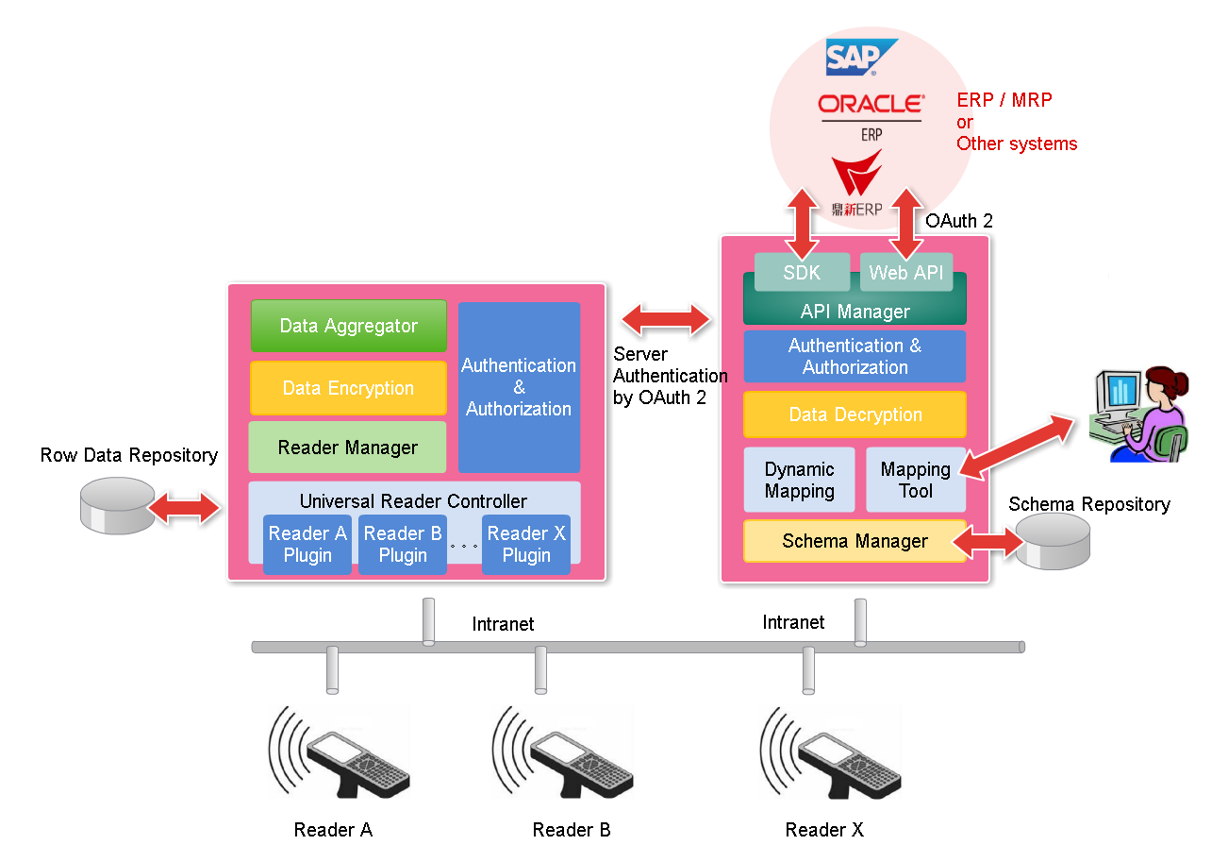 SAP
ORACLE
ERP
鼎新ERP
ERP / MRP
or
Other systems
OAuth 2
SDK
Web API
API Manager
Authentication &
Authorization
Data Decryption
Dynamic
Mapping
Mapping
Tool
Schema Manager
Schema Repository
Server
Authentication
by OAuth 2
Data Aggregator
Data Encryption
Reader Manager
Authentication
&
Authorization
Universal Reader Controller
Reader A
Plugin
Reader B
Plugin
. . .
Reader X
Plugin
Row Data Repository
Intranet
Intranet
Reader A
Reader B
Reader X